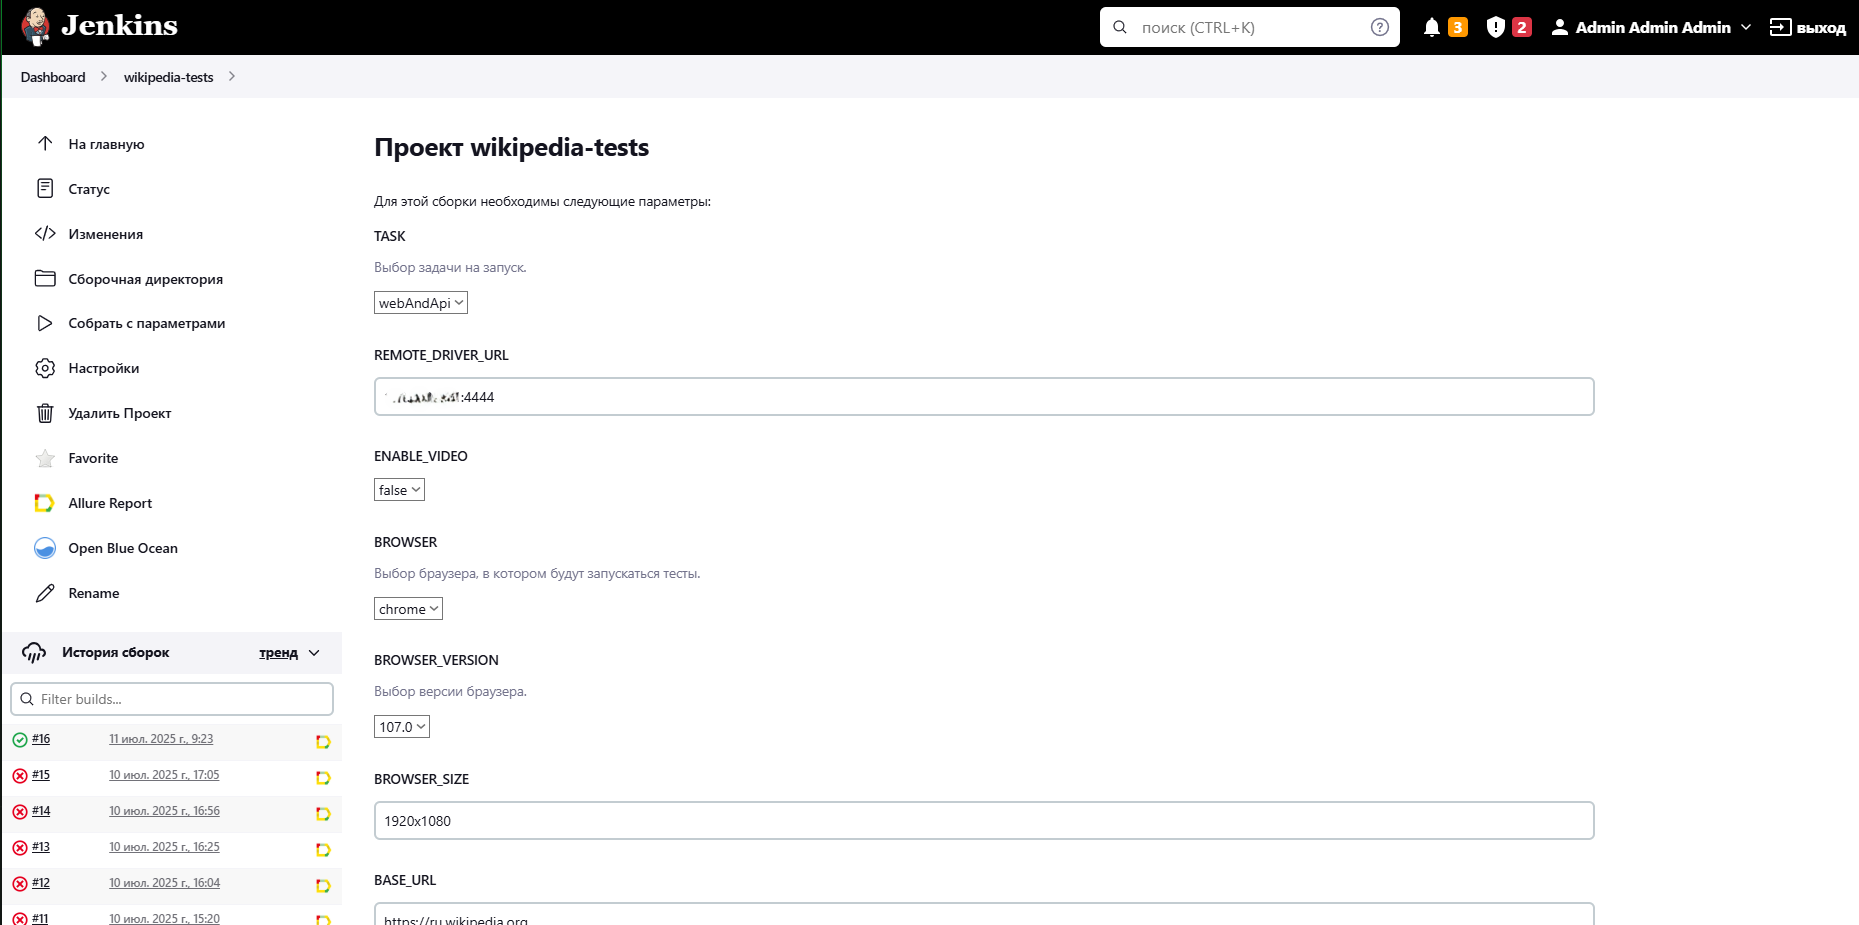 Jenkins
поиск (CTRL+K)
3
2
Admin Admin Admin
выход
Dashboard
wikipedia-tests
На главную
Статус
Изменения
Сборочная директория
Собрать с параметрами
Настройки
Удалить Проект
Favorite
Allure Report
Open Blue Ocean
Rename
История сборок
тренд
Filter builds...
#16 11 июл. 2025 г., 9:23
#15 10 июл. 2025 г., 17:05
#14 10 июл. 2025 г., 16:56
#13 10 июл. 2025 г., 16:25
#12 10 июл. 2025 г., 16:04
#11 10 июл. 2025 г., 15:20
Проект wikipedia-tests
Для этой сборки необходимы следующие параметры:
TASK
Выбор задачи на запуск.
webAndApi
REMOTE_DRIVER_URL
:4444
ENABLE_VIDEO
false
BROWSER
Выбор браузера, в котором будут запускаться тесты.
chrome
BROWSER_VERSION
Выбор версии браузера.
107.0
BROWSER_SIZE
1920x1080
BASE_URL
https://ru.wikipedia.org